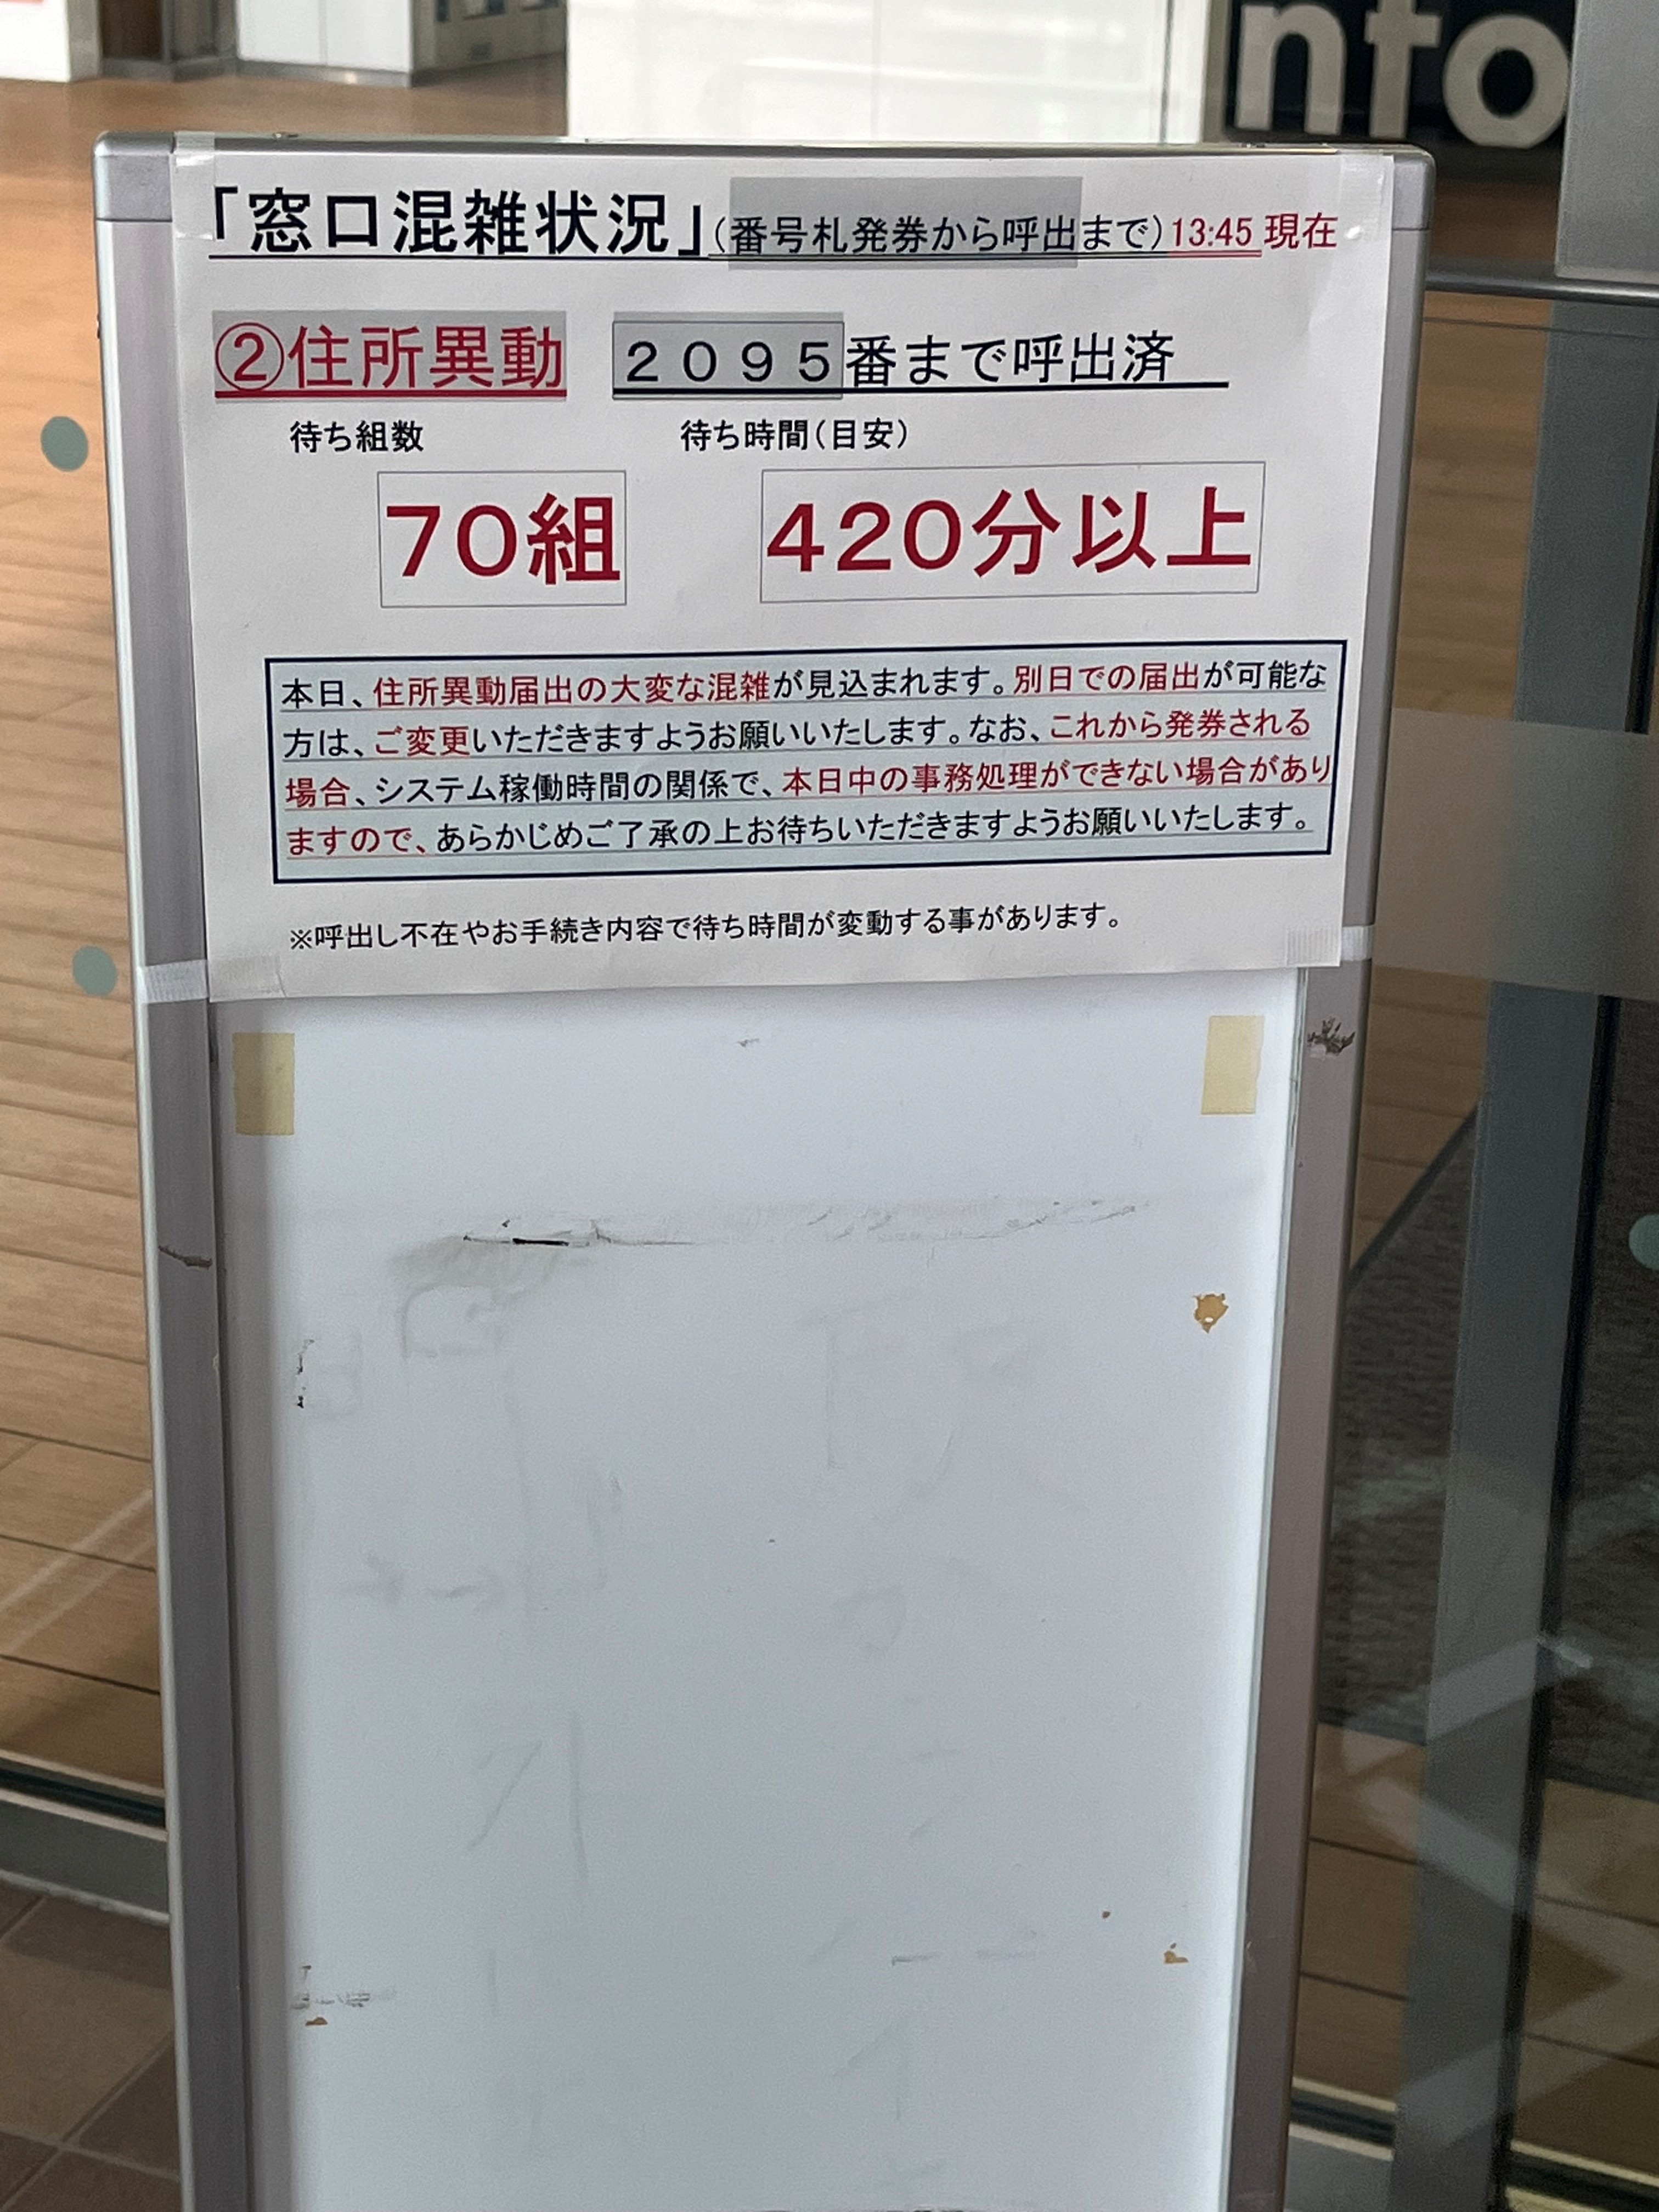 nfo
「窓口混雑状況」(番号札発券から呼出まで)13:45 現在
②住所異動 2095番まで呼出済
待ち組数 待ち時間(目安)
70組 420分以上
本日、住所異動届出の大変な混雑が見込まれます。別日での届出が可能な
方は、ご変更いただきますようお願いいたします。なお、これから発券される
場合、システム稼働時間の関係で、本日中の事務処理ができない場合があり
ますので、あらかじめご了承の上お待ちいただきますようお願いいたします。
※呼出し不在やお手続き内容で待ち時間が変動する事があります。